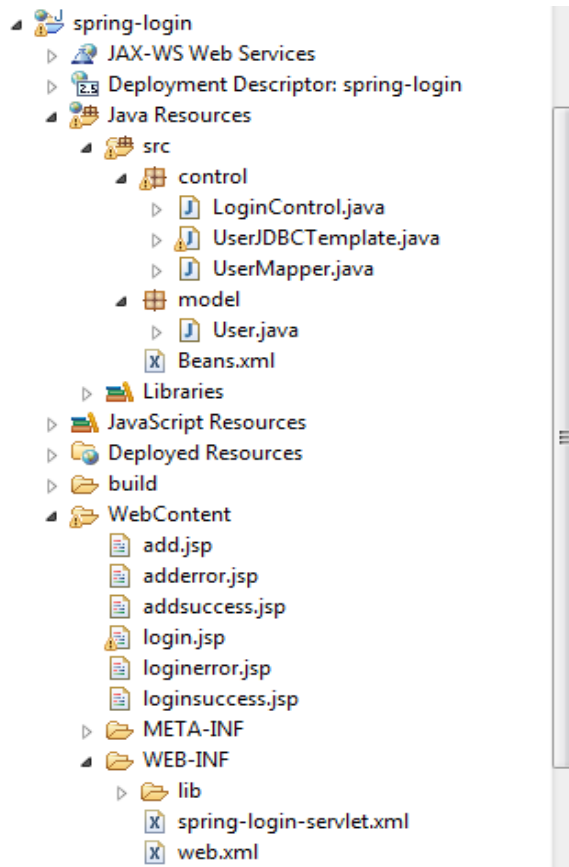 spring-login
JAX-WS Web Services
2.5 Deployment Descriptor: spring-login
Java Resources
src
control
J LoginControl.java
J UserJDBCTemplate.java
J UserMapper.java
model
J User.java
X Beans.xml
Libraries
JavaScript Resources
Deployed Resources
build
WebContent
add.jsp
adderror.jsp
addsuccess.jsp
login.jsp
loginerror.jsp
loginsuccess.jsp
META-INF
WEB-INF
lib
X spring-login-servlet.xml
X web.xml